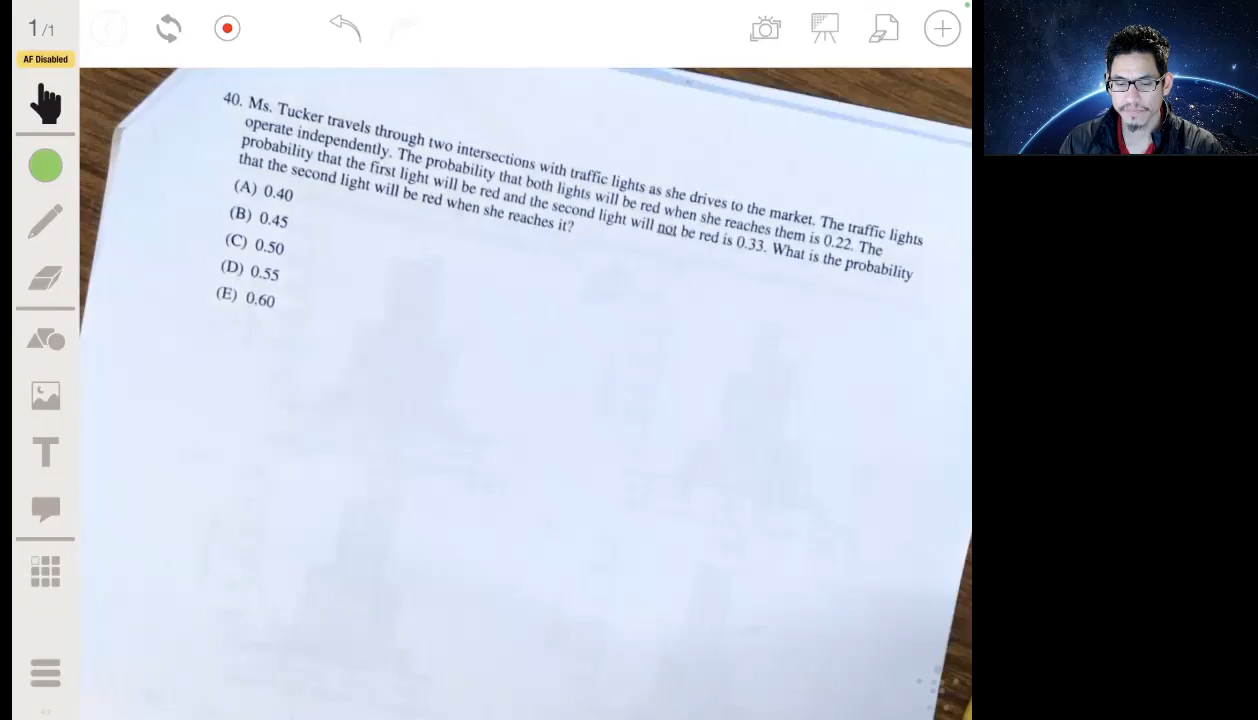 1/1
AF Disabled
40. Ms. Tucker travels through two intersections with traffic lights as she drives to the market. The traffic lights
operate independently. The probability that both lights will be red when she reaches them is 0.22. The
probability that the first light will be red and the second light will not be red is 0.33. What is the probability
that the second light will be red when she reaches it?
(A) 0.40
(B) 0.45
(C) 0.50
(D) 0.55
(E) 0.60
T